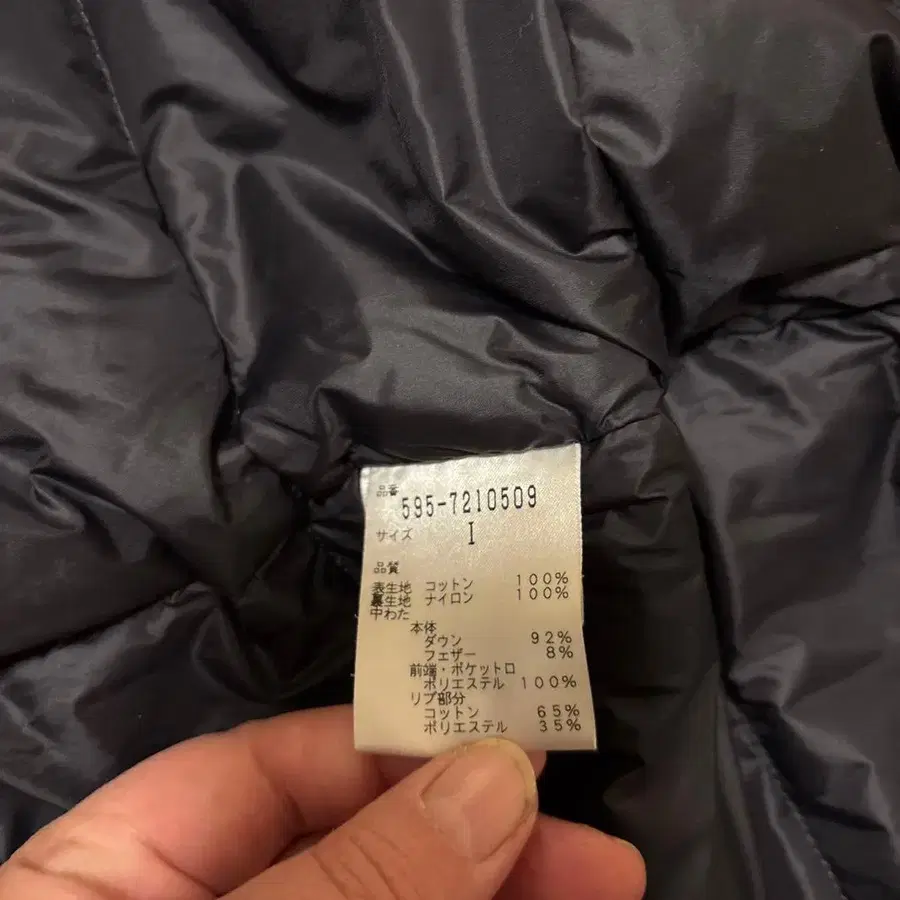 品番
595-7210509
サイズ I
品質
表生地 コットン 100%
裏生地 ナイロン 100%
中わた
本体
ダウン 92%
フェザー 8%
前端・ポケット口
ポリエステル 100%
リブ部分
コットン 65%
ポリエステル 35%